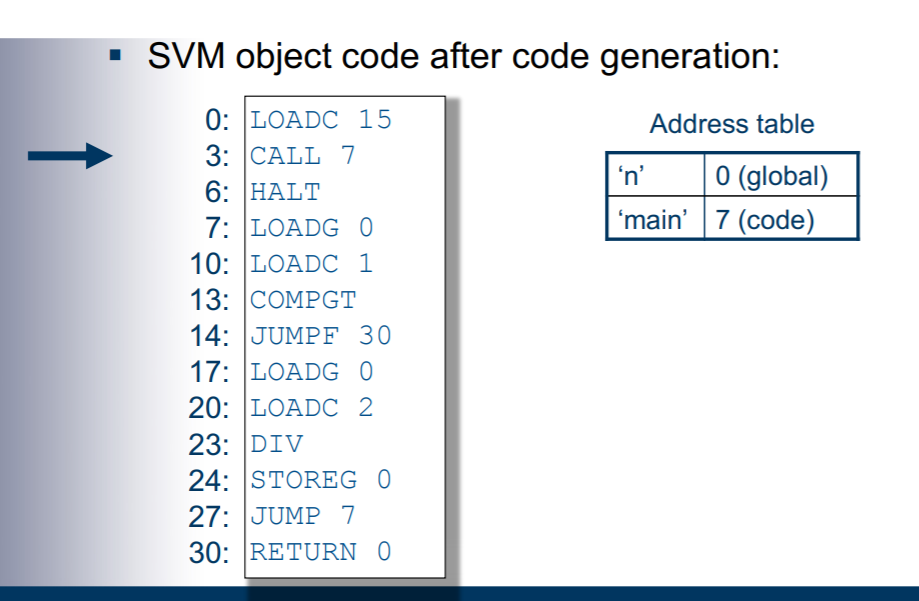 ▪ SVM object code after code generation:
0: LOADC 15
3: CALL 7
6: HALT
7: LOADG 0
10: LOADC 1
13: COMPGT
14: JUMPF 30
17: LOADG 0
20: LOADC 2
23: DIV
24: STOREG 0
27: JUMP 7
30: RETURN 0
Address table
‘n’ 0 (global)
‘main’ 7 (code)